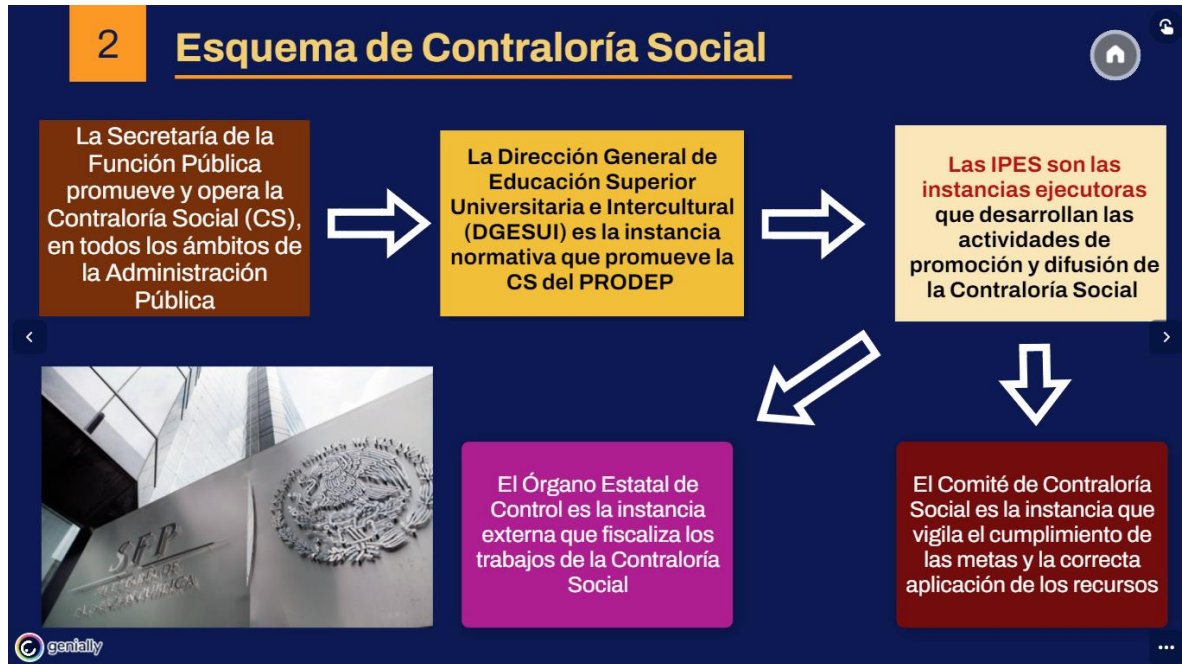 2
Esquema de Contraloría Social
La Secretaría de la
Función Pública
promueve y opera la
Contraloría Social (CS),
en todos los ámbitos de
la Administración
Pública
La Dirección General de
Educación Superior
Universitaria e Intercultural
(DGESUI) es la instancia
normativa que promueve la
CS del PRODEP
Las IPES son las
instancias ejecutoras
que desarrollan las
actividades de
promoción y difusión de
la Contraloría Social
SFP
El Órgano Estatal de
Control es la instancia
externa que fiscaliza los
trabajos de la Contraloría
Social
El Comité de Contraloría
Social es la instancia que
vigila el cumplimiento de
las metas y la correcta
aplicación de los recursos
genially